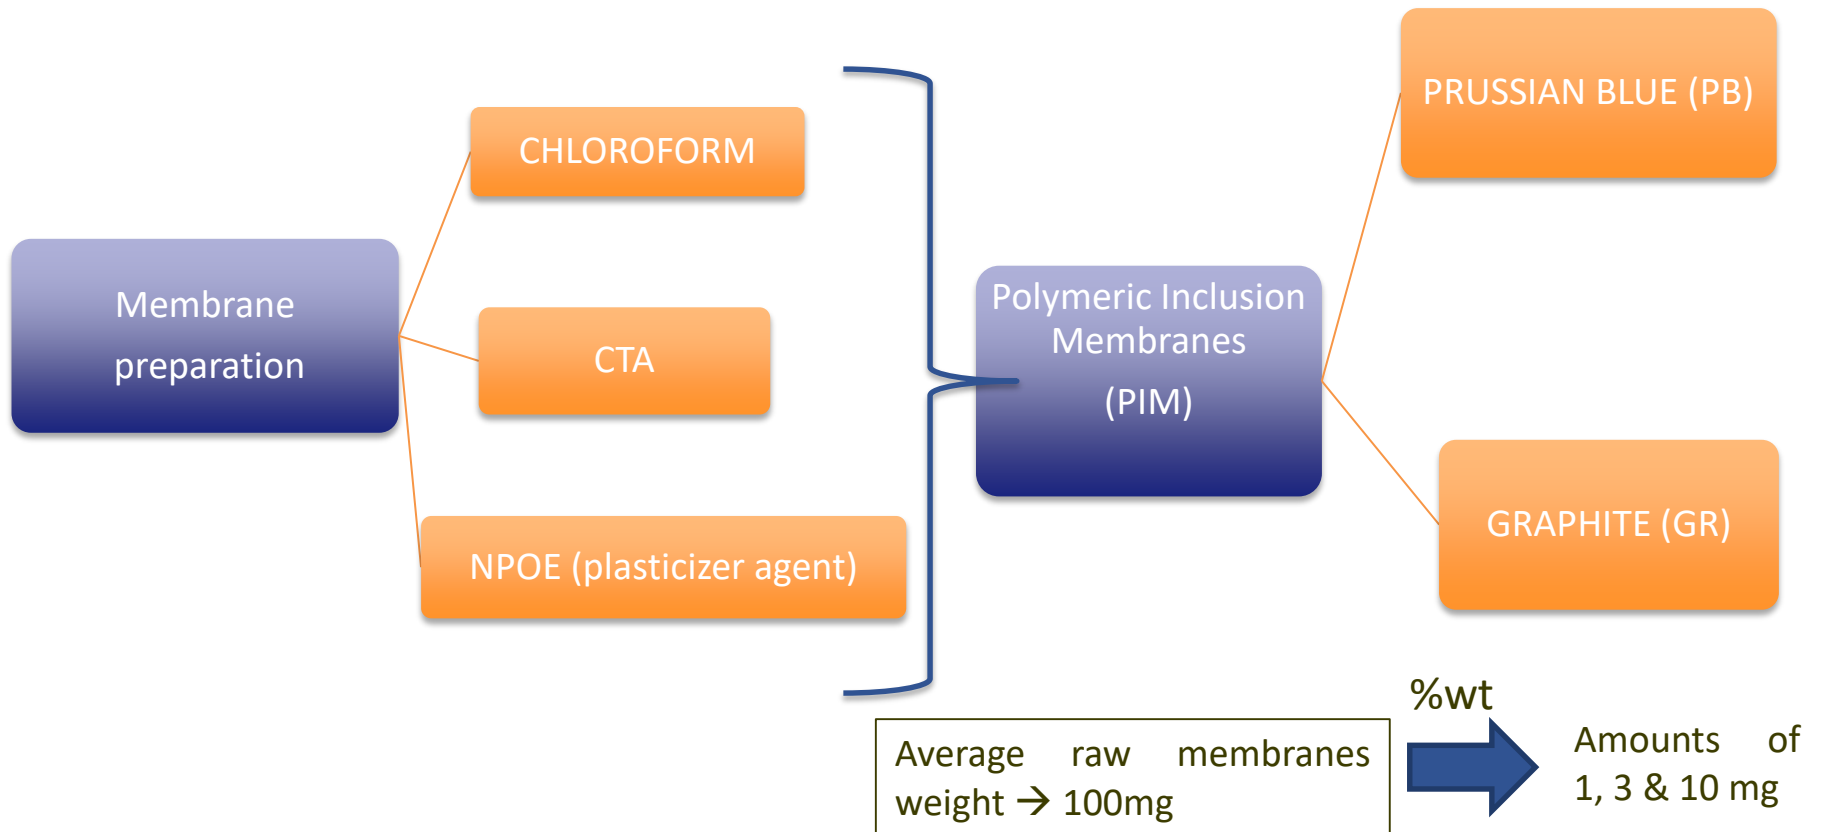 Membrane
preparation
CHLOROFORM
CTA
NPOE (plasticizer agent)
Polymeric Inclusion
Membranes
(PIM)
PRUSSIAN BLUE (PB)
GRAPHITE (GR)
Average raw membranes
weight → 100mg
%wt
Amounts of
1, 3 & 10 mg